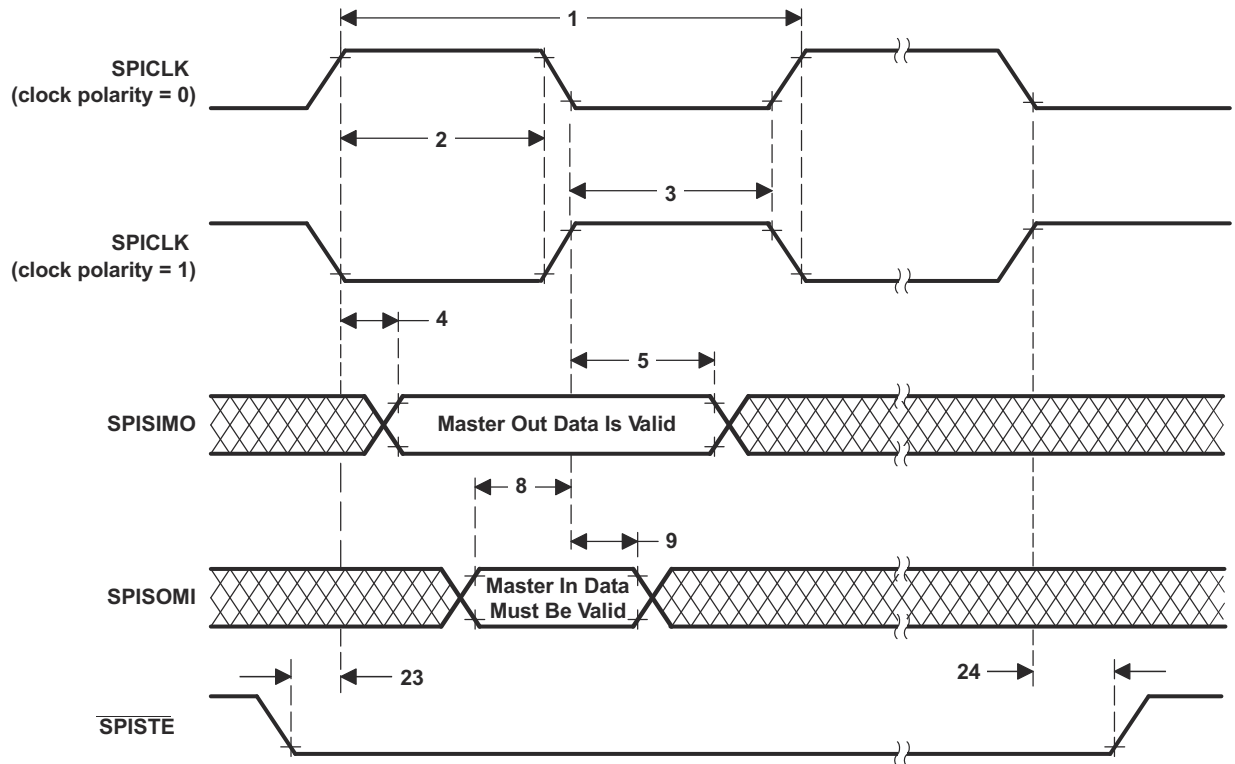 1
SPICLK
(clock polarity = 0)
2
3
SPICLK
(clock polarity = 1)
4
5
SPISIMO
Master Out Data Is Valid
8
9
SPISOMI
Master In Data
Must Be Valid
23
24
SPISTE